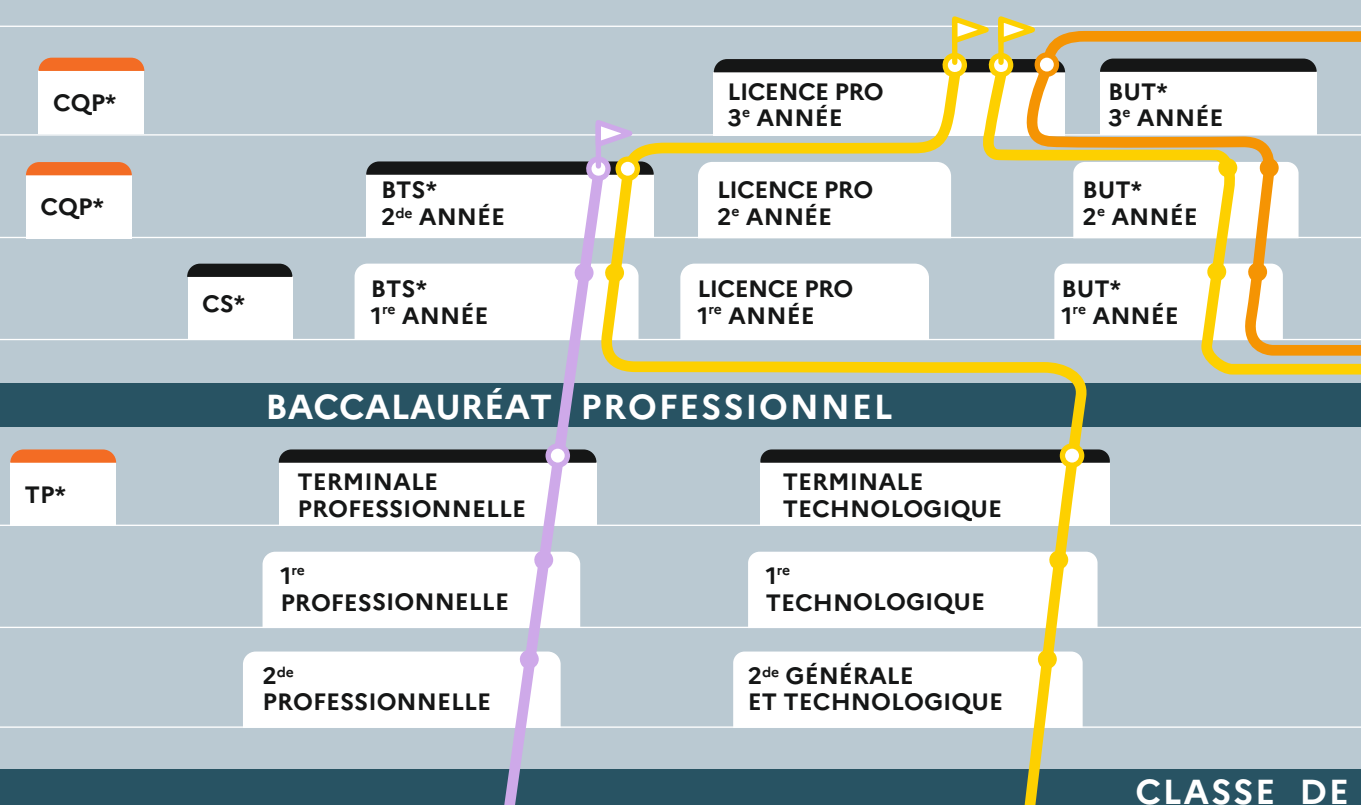 CQP*
LICENCE PRO
3e ANNÉE
BUT*
3e ANNÉE
CQP*
BTS*
2de ANNÉE
LICENCE PRO
2e ANNÉE
BUT*
2e ANNÉE
CS*
BTS*
1re ANNÉE
LICENCE PRO
1re ANNÉE
BUT*
1re ANNÉE
BACCALAURÉAT PROFESSIONNEL
TP*
TERMINALE
PROFESSIONNELLE
TERMINALE
TECHNOLOGIQUE
1re
PROFESSIONNELLE
1re
TECHNOLOGIQUE
2de
PROFESSIONNELLE
2de GÉNÉRALE
ET TECHNOLOGIQUE
CLASSE DE